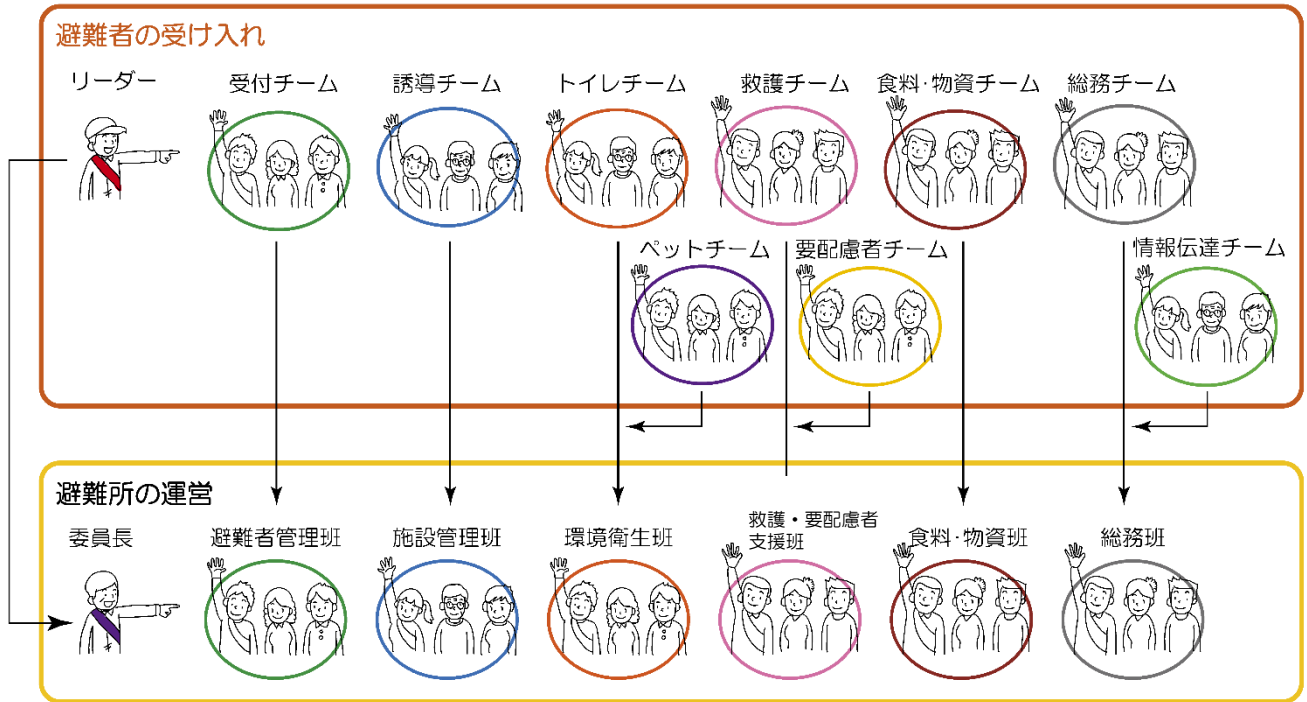 避難者の受け入れ
リーダー
受付チーム
誘導チーム
トイレチーム
救護チーム
食料・物資チーム
総務チーム
ペットチーム
要配慮者チーム
情報伝達チーム
避難所の運営
委員長
避難者管理班
施設管理班
環境衛生班
救護・要配慮者
支援班
食料・物資班
総務班